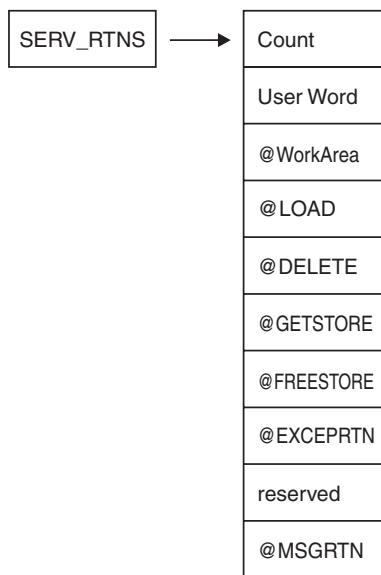 SERV_RTNS
Count
User Word
@WorkArea
@LOAD
@DELETE
@GETSTORE
@FREESTORE
@EXCEPRTN
reserved
@MSGRTN